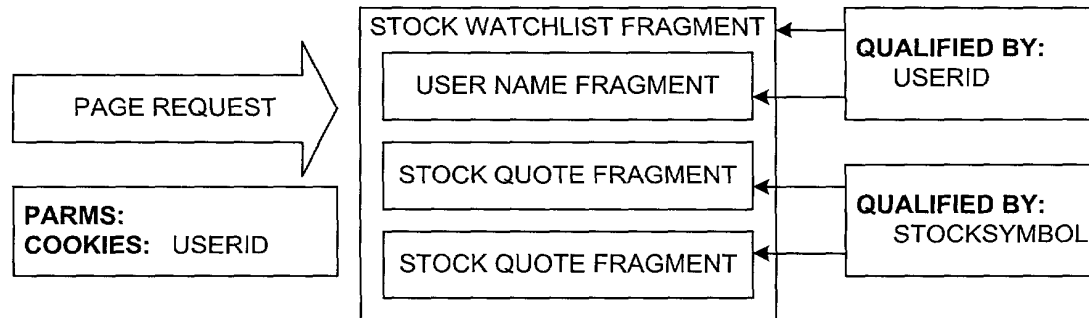 PAGE REQUEST
PARMS:
COOKIES: USERID
STOCK WATCHLIST FRAGMENT
USER NAME FRAGMENT
STOCK QUOTE FRAGMENT
STOCK QUOTE FRAGMENT
QUALIFIED BY:
USERID
QUALIFIED BY:
STOCKSYMBOL